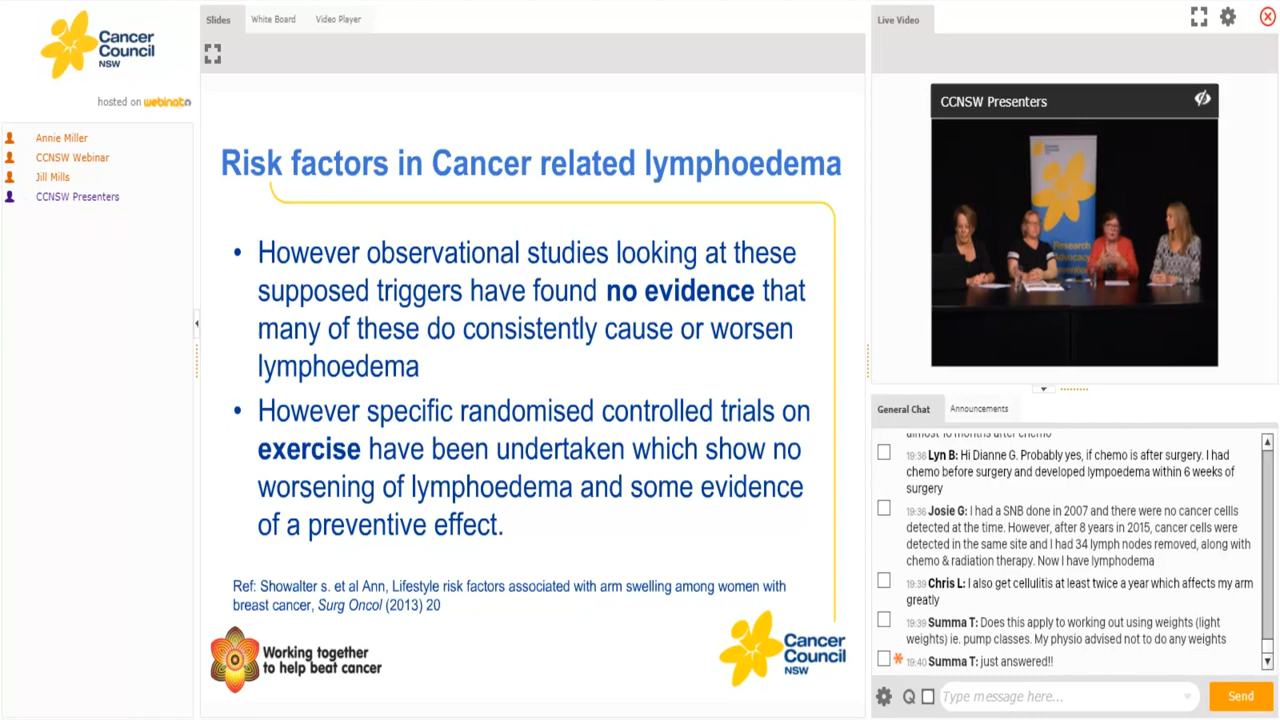 Cancer
Council
NSW
hosted on webinato
Annie Miller
CCNSW Webinar
Jill Mills
CCNSW Presenters
Slides
White Board
Video Player
Risk factors in Cancer related lymphoedema
• However observational studies looking at these
supposed triggers have found no evidence that
many of these do consistently cause or worsen
lymphoedema
• However specific randomised controlled trials on
exercise have been undertaken which show no
worsening of lymphoedema and some evidence
of a preventive effect.
Ref: Showalter s. et al Ann, Lifestyle risk factors associated with arm swelling among women with
breast cancer, Surg Oncol (2013) 20
Working together
to help beat cancer
Cancer
Council
NSW
Live Video
CCNSW Presenters
Research
Advocacy
General Chat
Announcements
almost 10 months after chemo
19:36 Lyn B: Hi Dianne G. Probably yes, if chemo is after surgery. I had
chemo before surgery and developed lympoedema within 6 weeks of
surgery
19:36 Josie G: I had a SNB done in 2007 and there were no cancer cellls
detected at the time. However, after 8 years in 2015, cancer cells were
detected in the same site and I had 34 lymph nodes removed, along with
chemo & radiation therapy. Now I have lymphodema
19:39 Chris L: I also get cellulitis at least twice a year which affects my arm
greatly
19:39 Summa T: Does this apply to working out using weights (light
weights) ie. pump classes. My physio advised not to do any weights
19:40 Summa T: just answered!!
Type message here...
Send